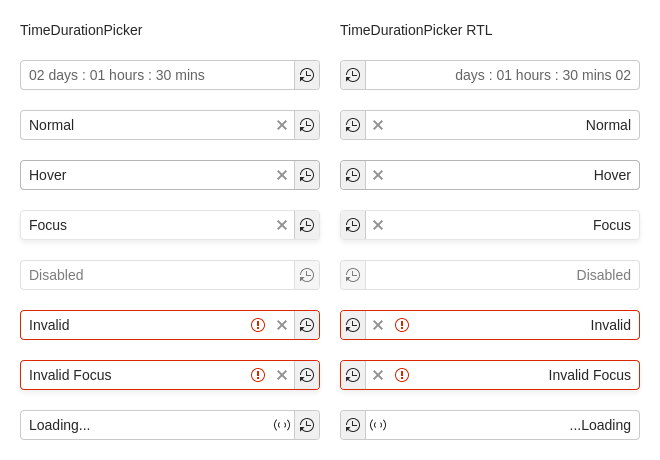 TimeDurationPicker
02 days : 01 hours : 30 mins
Normal
Hover
Focus
Disabled
Invalid
Invalid Focus
Loading...
TimeDurationPicker RTL
days : 01 hours : 30 mins 02
Normal
Hover
Focus
Disabled
Invalid
Invalid Focus
...Loading